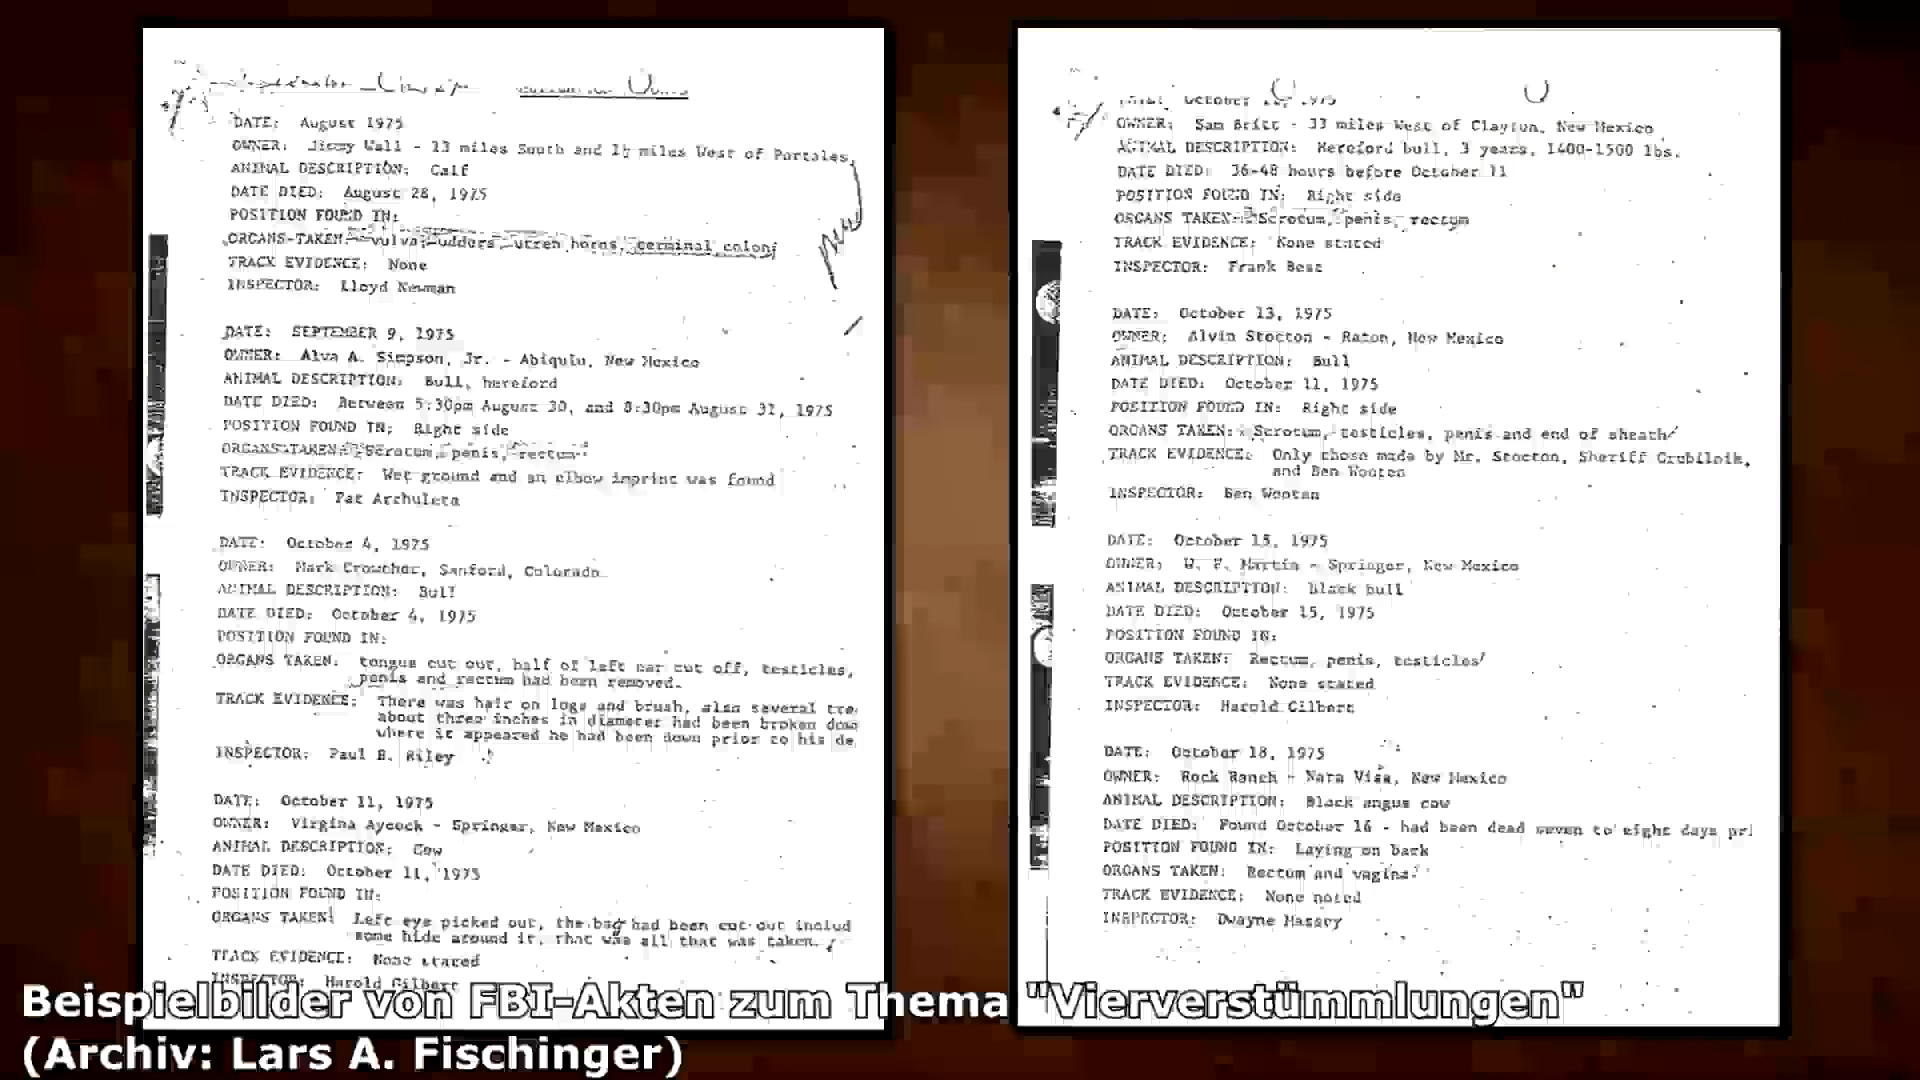 DATE: August 1975
OWNER: Jimmy Wall - 13 miles South and 1½ miles West of Portales,
ANIMAL DESCRIPTION: Calf
DATE DIED: August 28, 1975
POSITION FOUND IN:
ORGANS TAKEN: vulva, udders, utreh horns, terminal colon
TRACK EVIDENCE: None
INSPECTOR: Lloyd Newman
DATE: SEPTEMBER 9, 1975
OWNER: Alva A. Simpson, Jr. - Abiquiu, New Mexico
ANIMAL DESCRIPTION: Bull, hereford
DATE DIED: Between 5:30pm August 30, and 8:30pm August 31, 1975
POSITION FOUND IN: Right side
ORGANS TAKEN: Scrotum, penis, rectum
TRACK EVIDENCE: Wet ground and an elbow imprint was found
INSPECTOR: Pat Archuleta
DATE: October 4, 1975
OWNER: Mark Crowther, Sanford, Colorado
ANIMAL DESCRIPTION: Bull
DATE DIED: October 4, 1975
POSITION FOUND IN:
ORGANS TAKEN: tongue cut out, half of left ear cut off, testicles,
penis and rectum had been removed.
TRACK EVIDENCE: There was hair on logs and brush, also several tre
about three inches in diameter had been broken dow
where it appeared he had been down prior to his de
INSPECTOR: Paul B. Riley
DATE: October 11, 1975
OWNER: Virgina Aycock - Springer, New Mexico
ANIMAL DESCRIPTION: Cow
DATE DIED: October 11, 1975
POSITION FOUND IN:
ORGANS TAKEN: Left eye picked out, the bag had been cut out includ
some hide around it, that was all that was taken.
TRACK EVIDENCE: None stated
INSPECTOR: Harold Gilbert
DATE: October 1975
OWNER: Sam Britt - 33 miles West of Clayton, New Mexico
ANIMAL DESCRIPTION: Hereford bull, 3 years, 1400-1500 lbs.
DATE DIED: 36-48 hours before October 11
POSITION FOUND IN: Right side
ORGANS TAKEN: Scrotum, penis, rectum
TRACK EVIDENCE: None stated
INSPECTOR: Frank Best
DATE: October 13, 1975
OWNER: Alvin Stocton - Raton, New Mexico
ANIMAL DESCRIPTION: Bull
DATE DIED: October 11, 1975
POSITION FOUND IN: Right side
ORGANS TAKEN: Scrotum, testicles, penis and end of sheath
TRACK EVIDENCE: Only those made by Mr. Stocton, Sheriff
and Ben Wooten
INSPECTOR: Ben Wooten
DATE: October 15, 1975
OWNER: W. F. Martin - Springer, New Mexico
ANIMAL DESCRIPTION: Black bull
DATE DIED: October 15, 1975
POSITION FOUND IN:
ORGANS TAKEN: Rectum, penis, testicles
TRACK EVIDENCE: None stated
INSPECTOR: Harold Gilbert
DATE: October 18, 1975
OWNER: Rock Ranch - Nara Visa, New Mexico
ANIMAL DESCRIPTION: Black angus cow
DATE DIED: Found October 16 - had been dead seven to eight days pri
POSITION FOUND IN: Laying on back
ORGANS TAKEN: Rectum and vagina
TRACK EVIDENCE: None noted
INSPECTOR: Dwayne Massey
Beispielbilder von FBI-Akten zum Thema "Vierverstümmlungen"
(Archiv: Lars A. Fischinger)